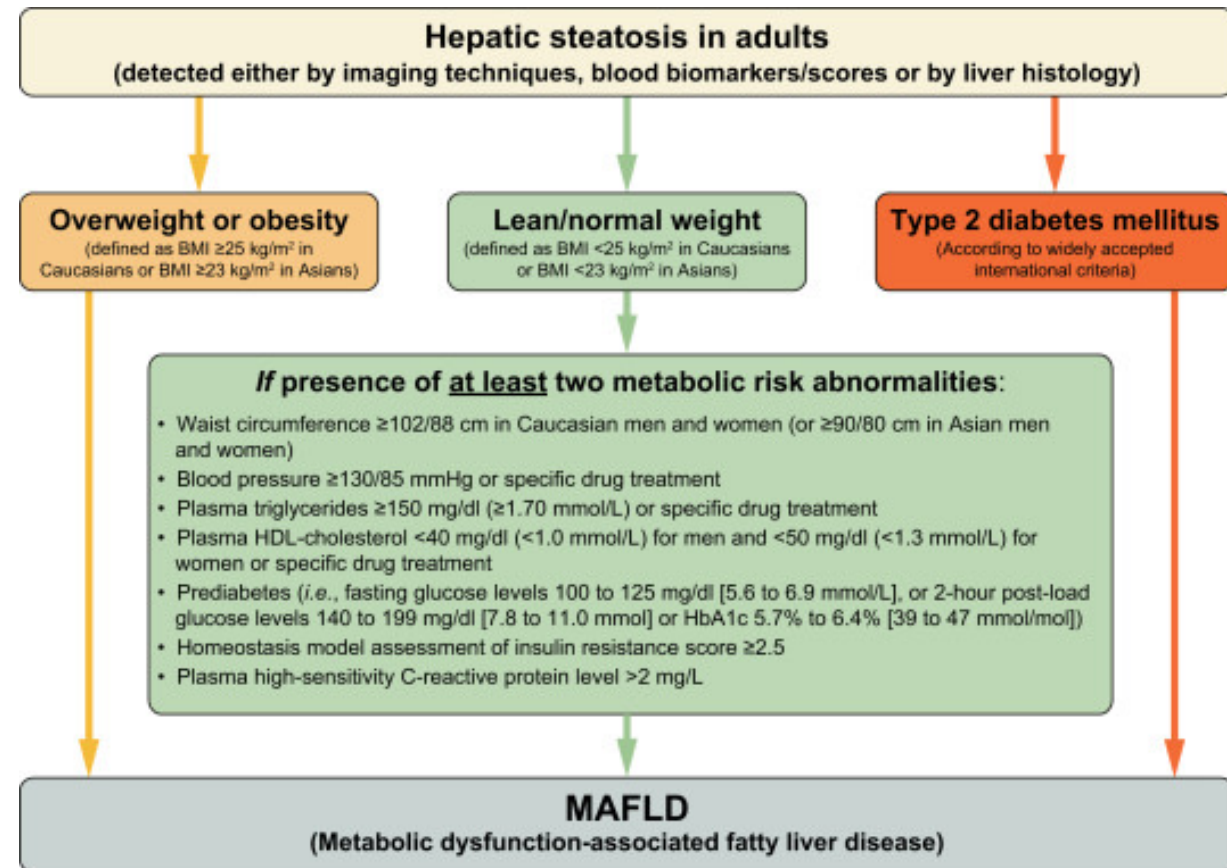 Hepatic steatosis in adults
(detected either by imaging techniques, blood biomarkers/scores or by liver histology)
Overweight or obesity
(defined as BMI ≥25 kg/m² in
Caucasians or BMI ≥23 kg/m² in Asians)
Lean/normal weight
(defined as BMI <25 kg/m² in Caucasians
or BMI <23 kg/m² in Asians)
Type 2 diabetes mellitus
(According to widely accepted
international criteria)
If presence of at least two metabolic risk abnormalities:
• Waist circumference ≥102/88 cm in Caucasian men and women (or ≥90/80 cm in Asian men
and women)
• Blood pressure ≥130/85 mmHg or specific drug treatment
• Plasma triglycerides ≥150 mg/dl (≥1.70 mmol/L) or specific drug treatment
• Plasma HDL-cholesterol <40 mg/dl (<1.0 mmol/L) for men and <50 mg/dl (<1.3 mmol/L) for
women or specific drug treatment
• Prediabetes (i.e., fasting glucose levels 100 to 125 mg/dl [5.6 to 6.9 mmol/L], or 2-hour post-load
glucose levels 140 to 199 mg/dl [7.8 to 11.0 mmol] or HbA1c 5.7% to 6.4% [39 to 47 mmol/mol])
• Homeostasis model assessment of insulin resistance score ≥2.5
• Plasma high-sensitivity C-reactive protein level >2 mg/L
MAFLD
(Metabolic dysfunction-associated fatty liver disease)